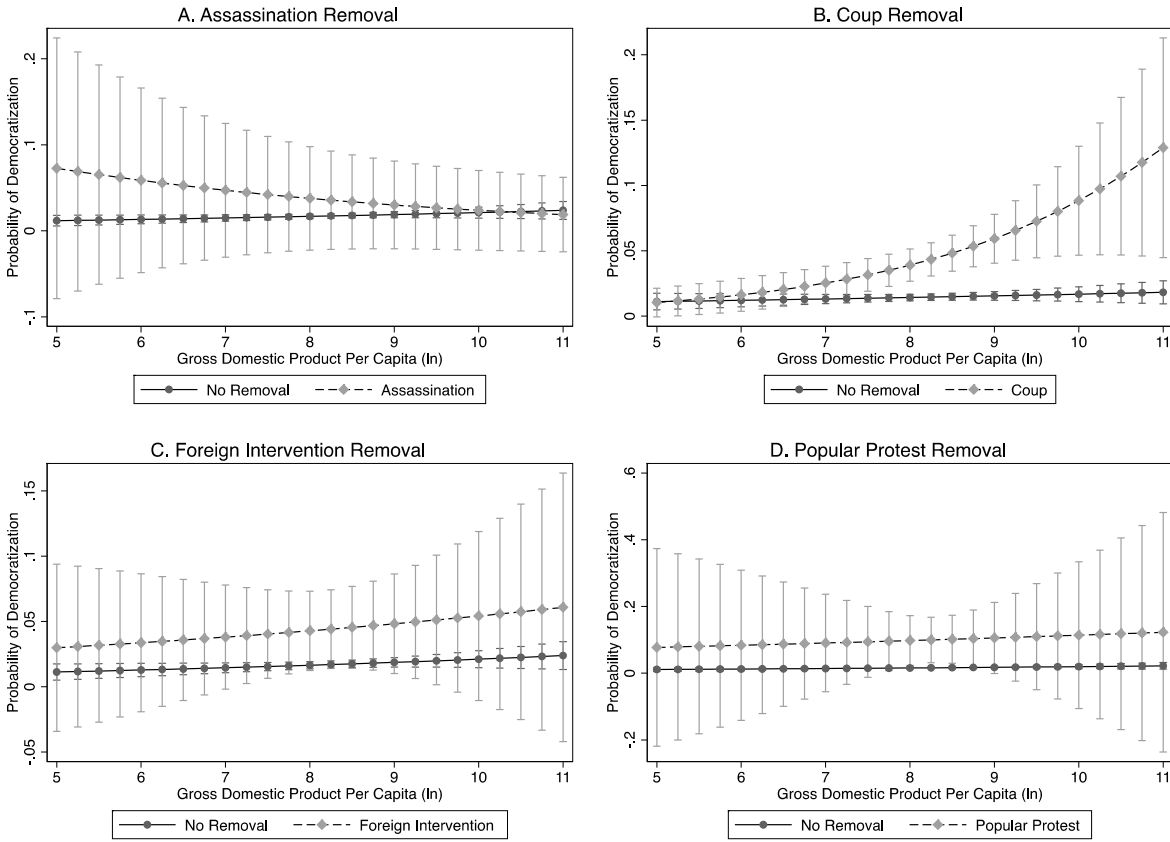 A. Assassination Removal
Probability of Democratization
.2
.1
0
-.1
5 6 7 8 9 10 11
Gross Domestic Product Per Capita (ln)
No Removal Assassination
B. Coup Removal
Probability of Democratization
.2
.15
.1
.05
0
5 6 7 8 9 10 11
Gross Domestic Product Per Capita (ln)
No Removal Coup
C. Foreign Intervention Removal
Probability of Democratization
.15
.1
.05
0
-.05
5 6 7 8 9 10 11
Gross Domestic Product Per Capita (ln)
No Removal Foreign Intervention
D. Popular Protest Removal
Probability of Democratization
.6
.4
.2
0
-.2
5 6 7 8 9 10 11
Gross Domestic Product Per Capita (ln)
No Removal Popular Protest